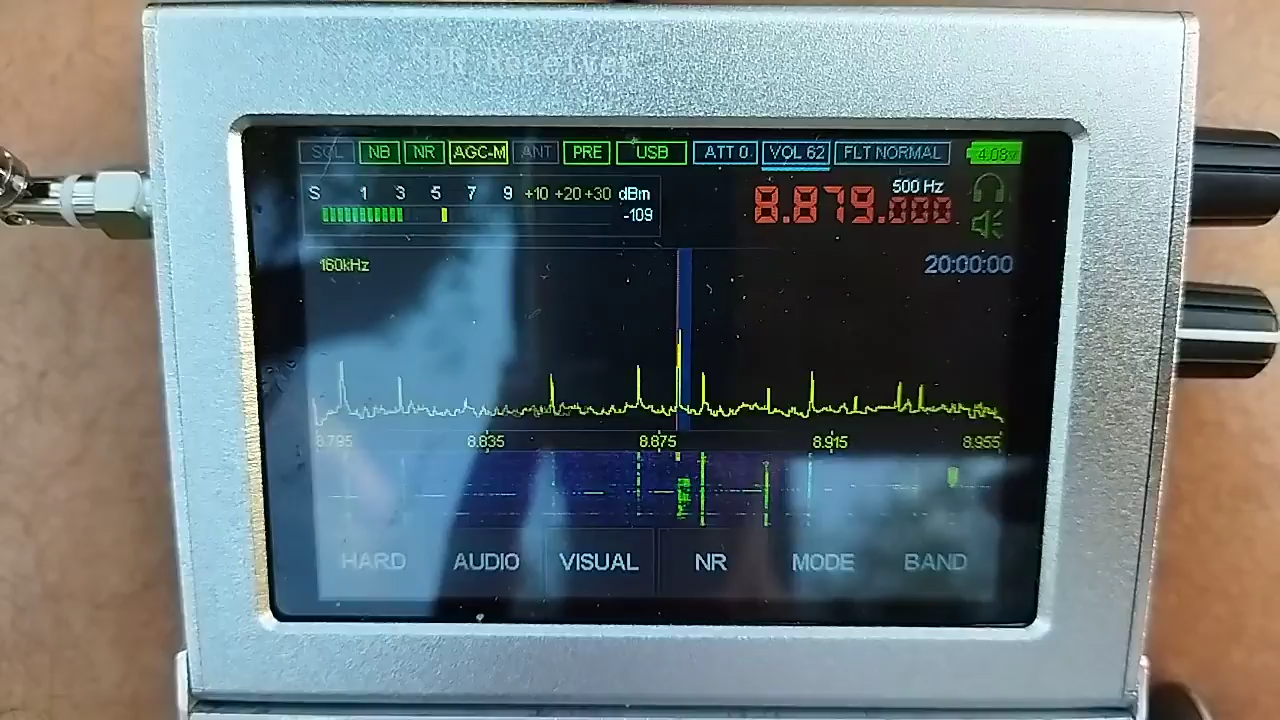 SDR Receiver
SQL NB NR AGC-M ANT PRE USB ATT 0 VOL 62 FLT NORMAL 4.08v
S 1 3 5 7 9 +10 +20 +30 dBm
-109
500 Hz
8.879.000
160kHz
20:00:00
8.795 8.835 8.875 8.915 8.955
HARD AUDIO VISUAL NR MODE BAND